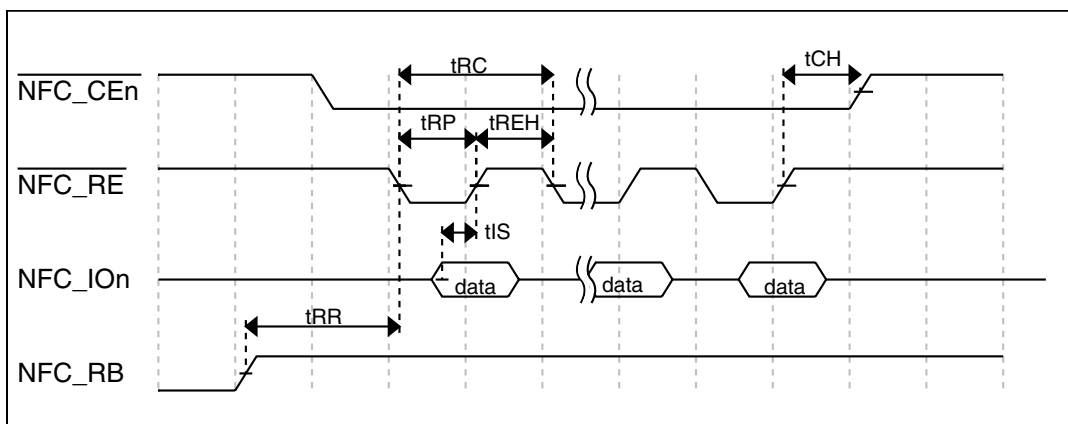 tRC
tCH
NFC_CEn
tRP
tREH
NFC_RE
tIS
NFC_IOn
data
data
data
tRR
NFC_RB